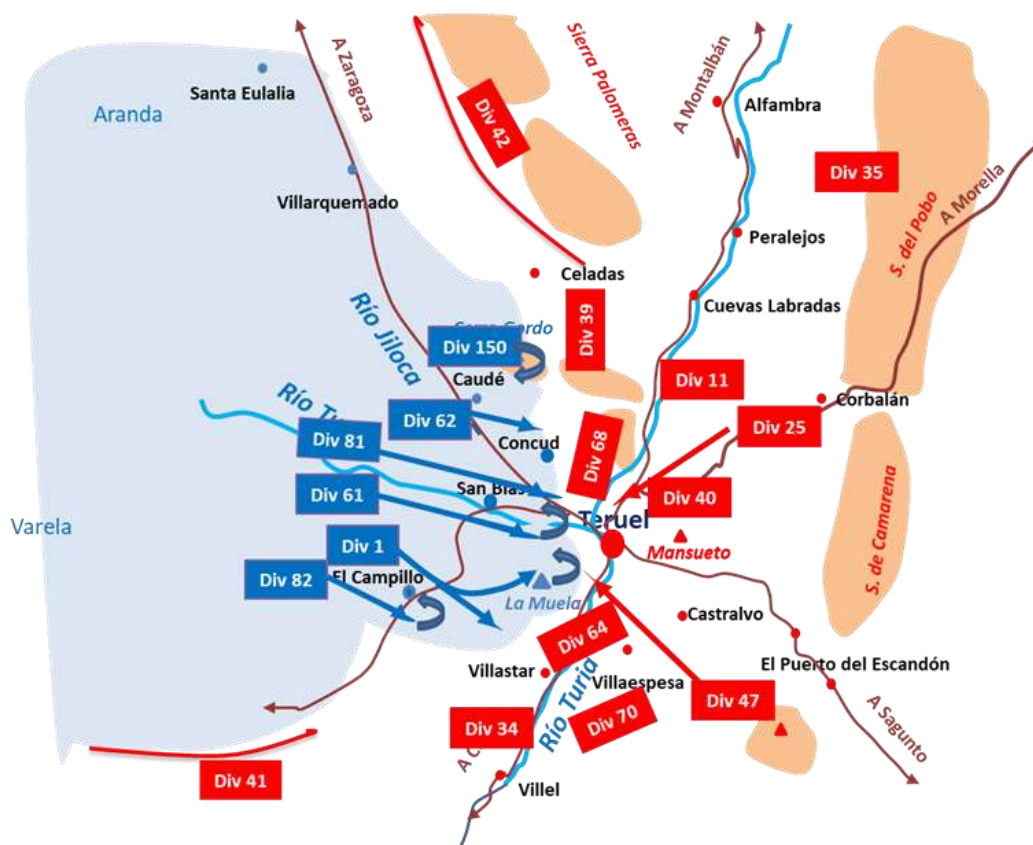 A Zaragoza
Sierra Palomeras
A Montalbán
Santa Eulalia
Aranda
Div 42
Alfambra
Div 35
A Morella
Villarquemado
S. del Pobo
Peralejos
Celadas
Cuevas Labradas
Río Jiloca
Div 39
Div 150
Caudé
Div 11
Corbalán
Río
Div 62
Div 25
Div 81
Concud
Div 68
Div 61
San Blas
Div 40
Teruel
Varela
Div 1
Mansueto
S. de Camarena
Div 82
El Campillo
La Muela
Castralvo
Div 64
El Puerto del Escandón
Villastar
Villaespesa
Div 47
Río Turia
Div 34
Div 70
A Sagunto
A
Div 41
Villel